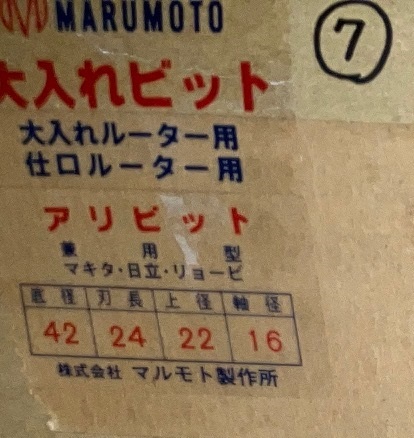 MARUMOTO
⑦
大入れビット
大入れルーター用
仕口ルーター用
アリビット
兼用型
マキタ・日立・リョービ
直径 刃長 上径 軸径
42 24 22 16
株式会社 マルモト製作所